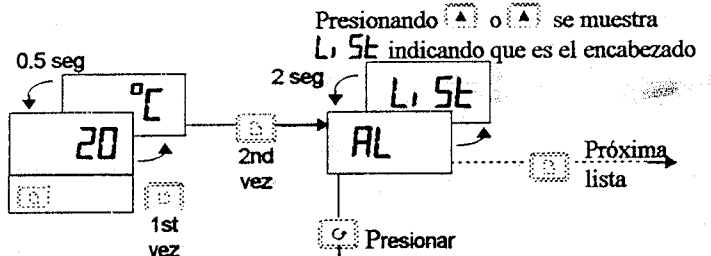 Presionando ▲ o ▲ se muestra
LiSt indicando que es el encabezado
0.5 seg
2 seg
°C
LiSt
20
AL
2nd
vez
Próxima
lista
1st
vez
Presionar